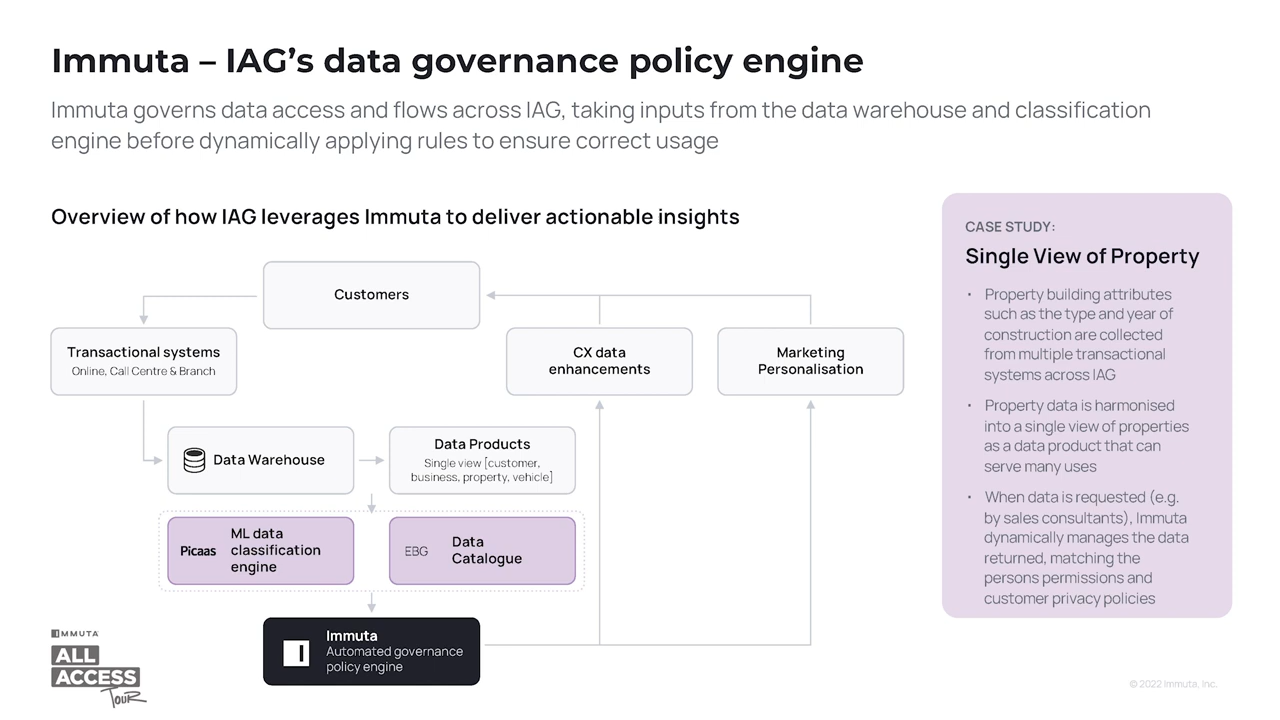 Immuta – IAG’s data governance policy engine
Immuta governs data access and flows across IAG, taking inputs from the data warehouse and classification
engine before dynamically applying rules to ensure correct usage
Overview of how IAG leverages Immuta to deliver actionable insights
Customers
Transactional systems
Online, Call Centre & Branch
CX data
enhancements
Marketing
Personalisation
Data Warehouse
Data Products
Single view [customer,
business, property, vehicle]
Picaas
ML data
classification
engine
EBG
Data
Catalogue
Immuta
Automated governance
policy engine
CASE STUDY:
Single View of Property
• Property building attributes
such as the type and year of
construction are collected
from multiple transactional
systems across IAG
• Property data is harmonised
into a single view of properties
as a data product that can
serve many uses
• When data is requested (e.g.
by sales consultants), Immuta
dynamically manages the data
returned, matching the
persons permissions and
customer privacy policies
IMMUTA
ALL
ACCESS
TOUR
© 2022 Immuta, Inc.